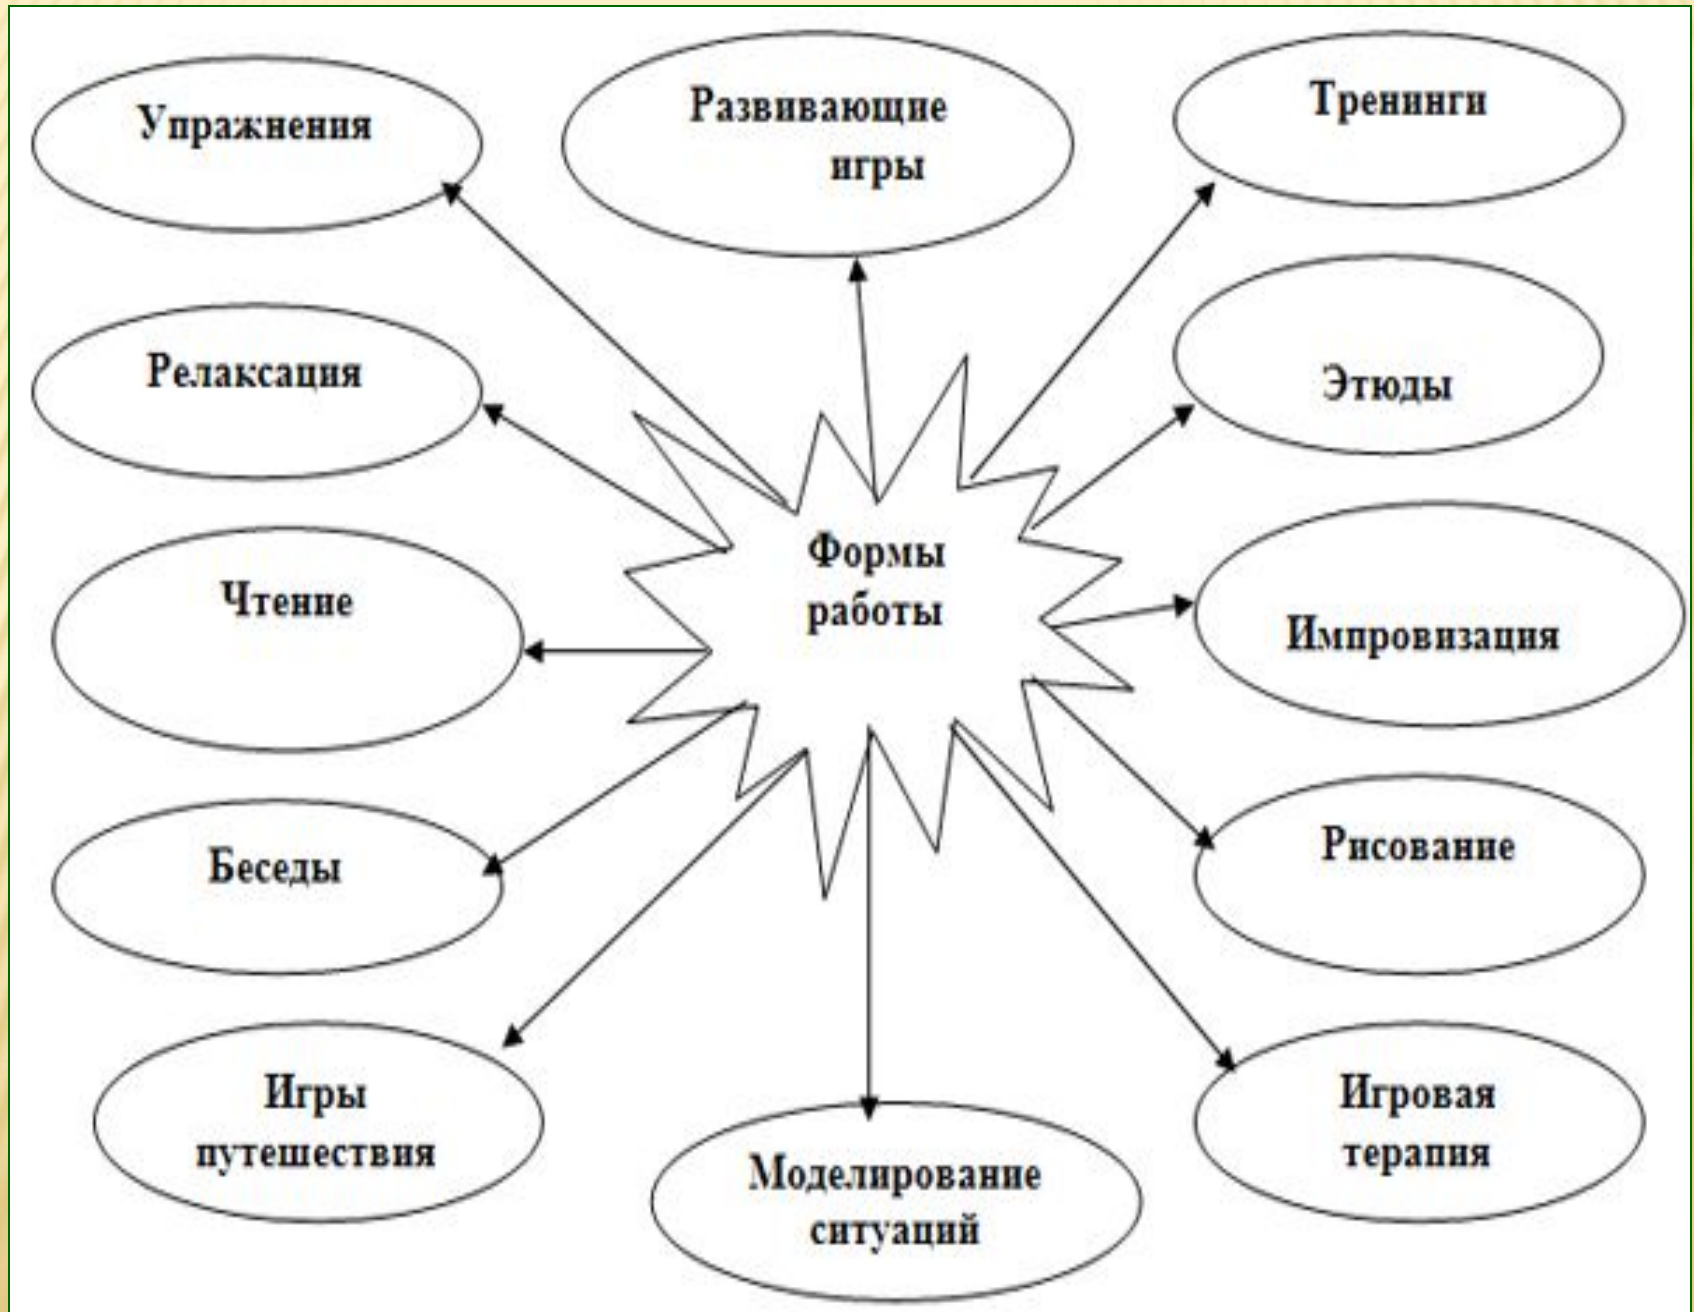 Упражнения
Развивающие
игры
Тренинги
Релаксация
Этюды
Формы
работы
Чтение
Импровизация
Беседы
Рисование
Игры
путешествия
Моделирование
ситуаций
Игровая
терапия